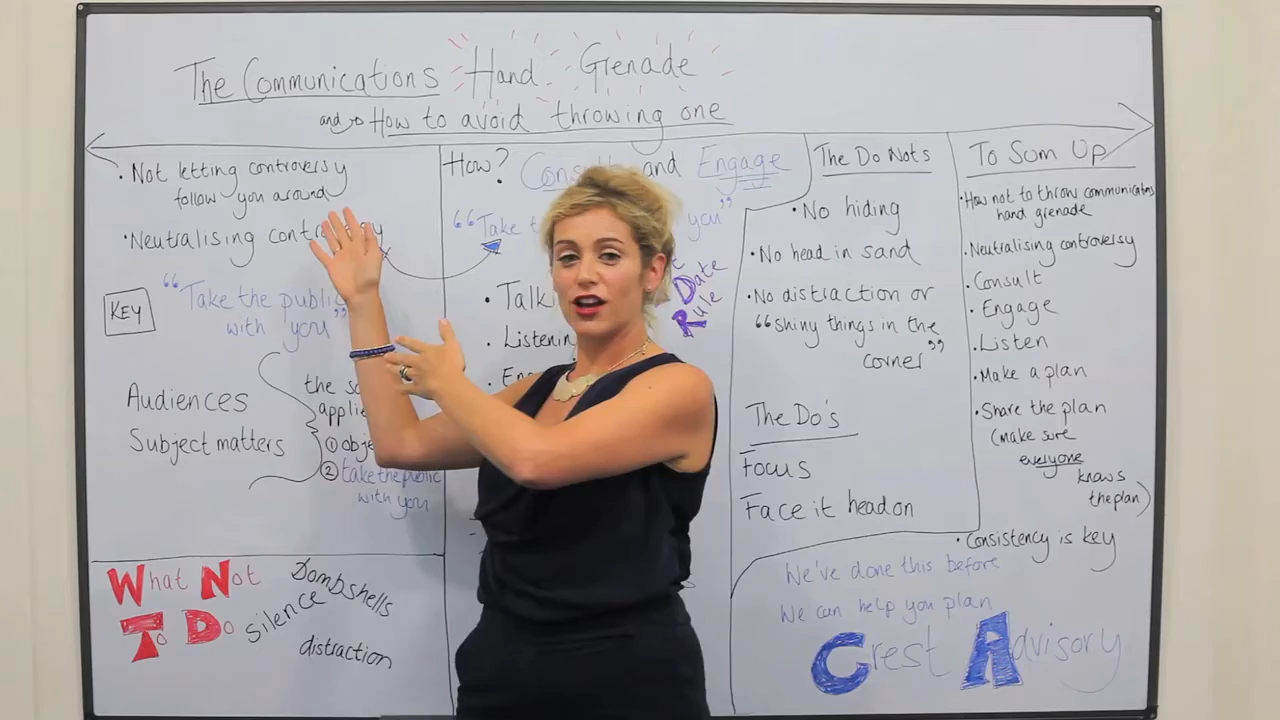 The Communications Hand Grenade
and How to avoid throwing one
• Not letting controversy
follow you around
• Neutralising
KEY
“Take the public
with you”
Audiences
Subject matters
the
①
② take the public
with you
What Not
To Do
Bombshells
Silence
distraction
How? and Engage
“Take
you”
Date
Rule
•
•
•
The Do Nots
• No hiding
• No head in sand
• No distraction or
“shiny things in the
corner”
The Do's
Focus
Face it head on
To Sum Up
• How not to throw communications
hand grenade
• Neutralising controversy
• Consult
• Engage
• Listen
• Make a plan
• Share the plan
(make sure
everyone
knows
the plan)
• Consistency is key
We've done this before
We can help you plan
Crest Advisory